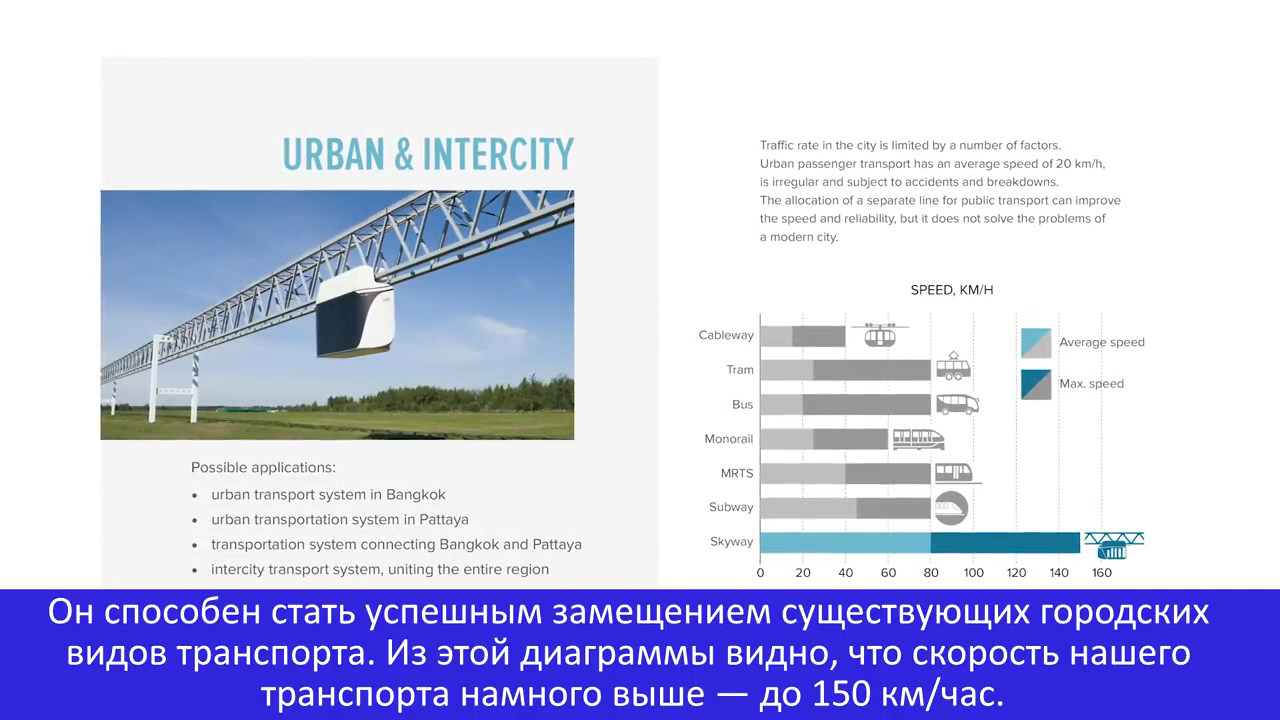 URBAN & INTERCITY
Possible applications:
• urban transport system in Bangkok
• urban transportation system in Pattaya
• transportation system connecting Bangkok and Pattaya
• intercity transport system, uniting the entire region
Traffic rate in the city is limited by a number of factors.
Urban passenger transport has an average speed of 20 km/h,
is irregular and subject to accidents and breakdowns.
The allocation of a separate line for public transport can improve
the speed and reliability, but it does not solve the problems of
a modern city.
SPEED, KM/H
Cableway
Tram
Bus
Monorail
MRTS
Subway
Skyway
Average speed
Max. speed
0 20 40 60 80 100 120 140 160
Он способен стать успешным замещением существующих городских
видов транспорта. Из этой диаграммы видно, что скорость нашего
транспорта намного выше — до 150 км/час.